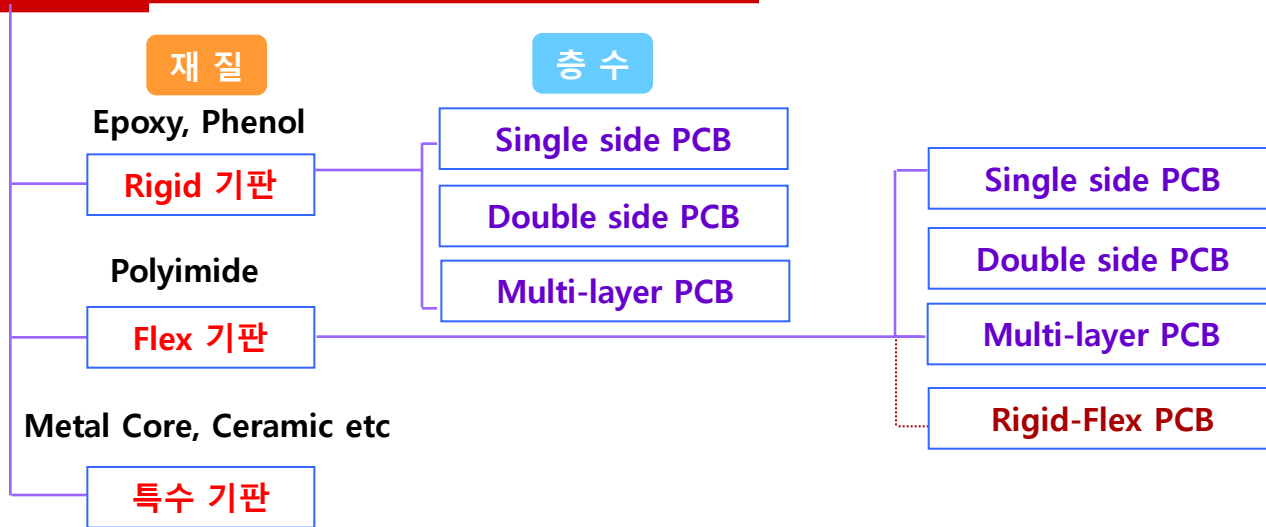 재 질
층 수
Epoxy, Phenol
Rigid 기판
Single side PCB
Double side PCB
Multi-layer PCB
Polyimide
Flex 기판
Single side PCB
Double side PCB
Multi-layer PCB
Rigid-Flex PCB
Metal Core, Ceramic etc
특수 기판